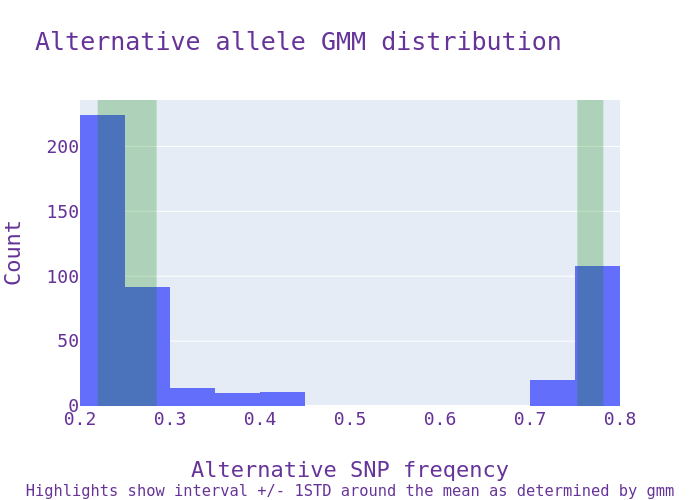 Alternative allele GMM distribution
Count
200
150
100
50
0
0.2 0.3 0.4 0.5 0.6 0.7 0.8
Alternative SNP freqency
Highlights show interval +/- 1STD around the mean as determined by gmm